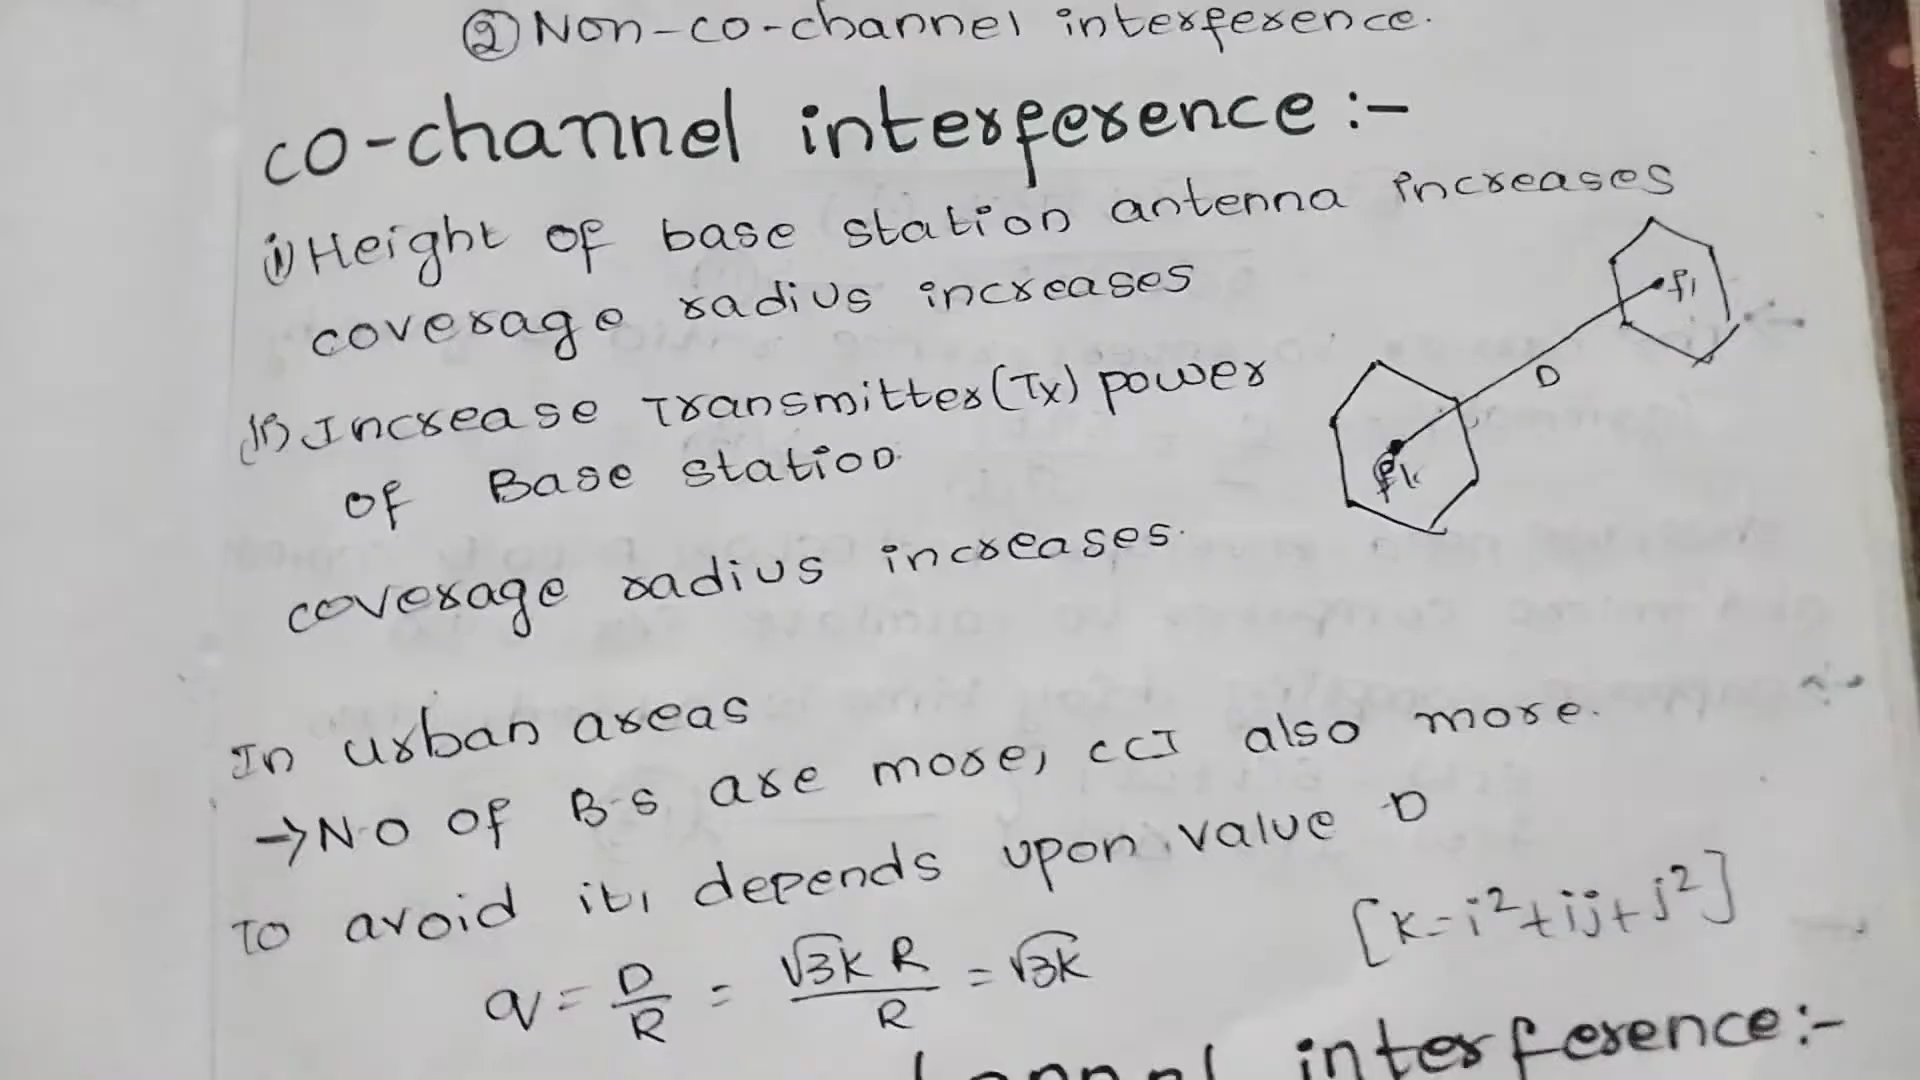 ② Non-co-channel interference.
co-channel interference:-
i) Height of base station antenna increases
coverage radius increases
ii) Increase Transmitter (Tx) power
of Base station.
coverage radius increases.
f1
D
f1
In urban areas
→ N.O of B.S are more, CCI also more.
To avoid it, depends upon value D
[K=i²+ij+j²]
q = D/R = √3K R / R = √3K
interference:-